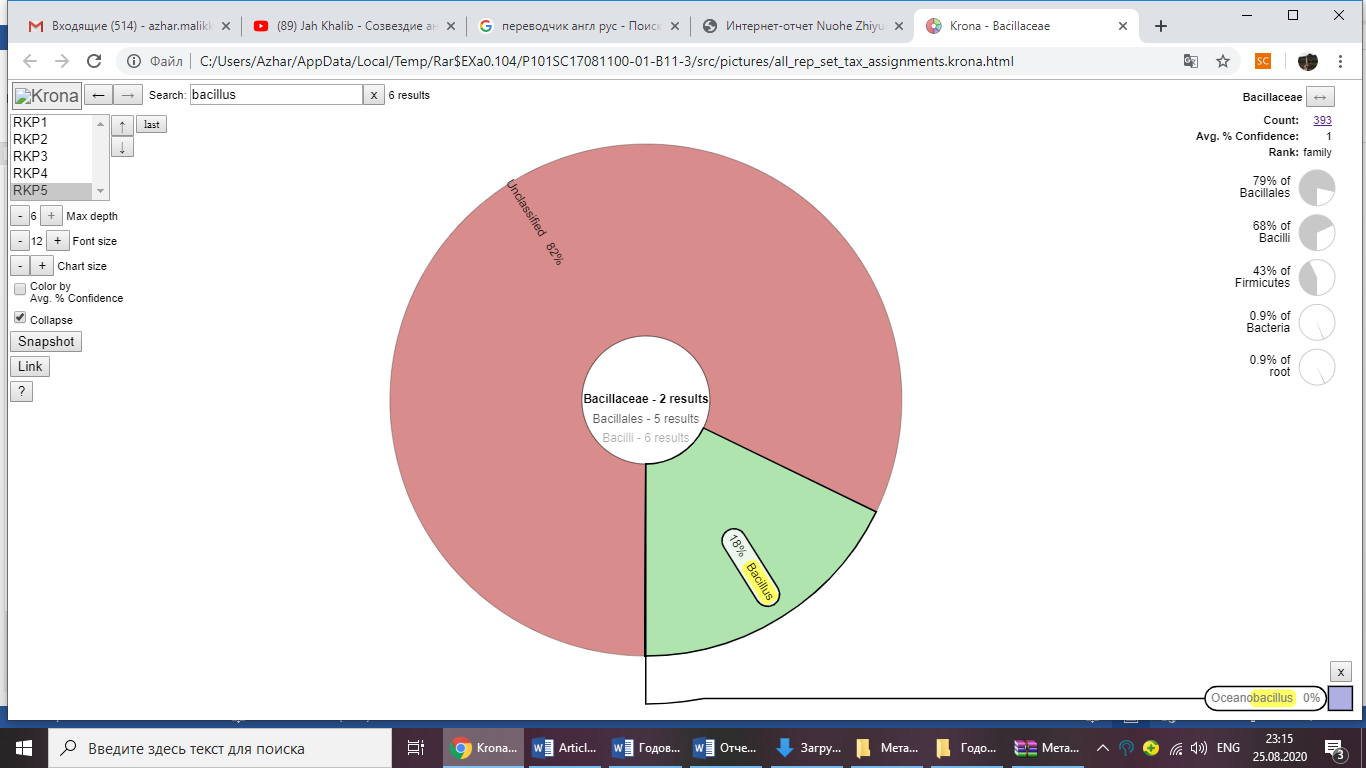 Входящие (514) - azhar.malikk
(89) Jah Khalib - Созвездие ан
переводчик англ рус - Поиск
Интернет-отчет Nuohe Zhiyu
Krona - Bacillaceae
Файл
C:/Users/Azhar/AppData/Local/Temp/Rar$EXa0.104/P101SC17081100-01-B11-3/src/pictures/all_rep_set_tax_assignments.krona.html
SC
Krona
← → Search: bacillus x 6 results
Bacillaceae ↔
RKP1
RKP2
RKP3
RKP4
RKP5
↑ last
↓
Count: 393
Avg. % Confidence: 1
Rank: family
- 6 + Max depth
- 12 + Font size
- + Chart size
Color by
Avg. % Confidence
Collapse
Snapshot
Link
?
79% of
Bacillales
68% of
Bacilli
43% of
Firmicutes
0.9% of
Bacteria
0.9% of
root
Unclassified 82%
Bacillaceae - 2 results
Bacillales - 5 results
Bacilli - 6 results
18% Bacillus
x
Oceanobacillus 0%
Введите здесь текст для поиска
Krona...
Articl...
Годов...
Отче...
Загру...
Мета...
Годо...
Мета...
ENG
23:15
25.08.2020
3